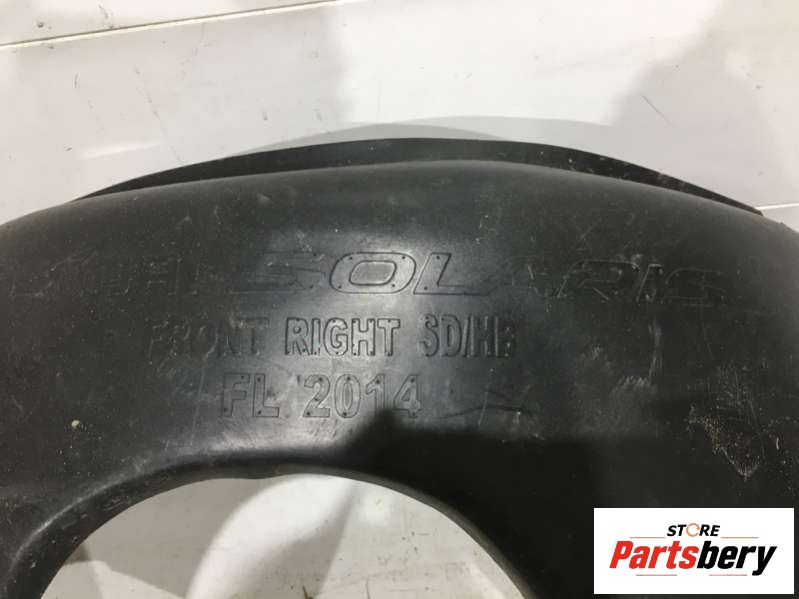 SOLARIS
FRONT RIGHT SD/HB
FL 2014
STORE
Partsbery